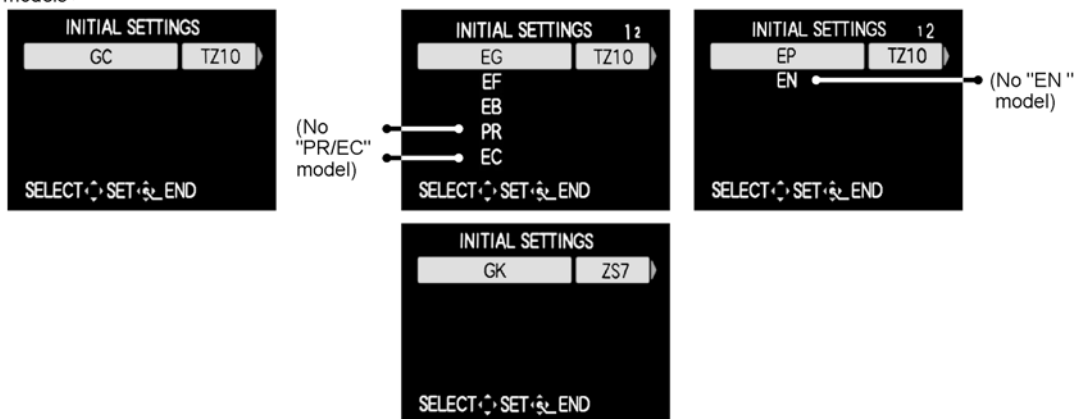 models
INITIAL SETTINGS
GC TZ10
SELECT SET END
INITIAL SETTINGS 1 2
EG TZ10
EF
EB
PR
EC
SELECT SET END
(No
"PR/EC"
model)
INITIAL SETTINGS 1 2
EP TZ10
EN
SELECT SET END
(No "EN "
model)
INITIAL SETTINGS
GK ZS7
SELECT SET END